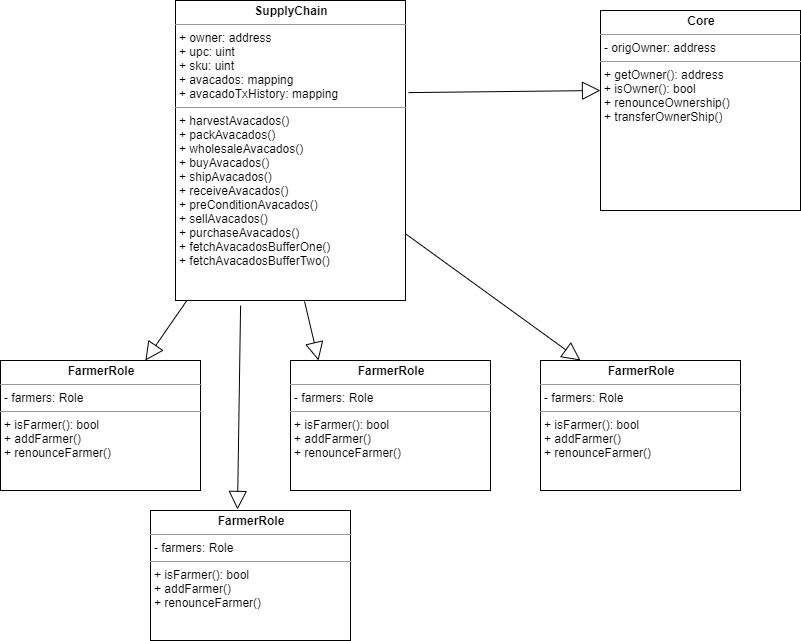 SupplyChain
+ owner: address
+ upc: uint
+ sku: uint
+ avacados: mapping
+ avacadoTxHistory: mapping
+ harvestAvacados()
+ packAvacados()
+ wholesaleAvacados()
+ buyAvacados()
+ shipAvacados()
+ receiveAvacados()
+ preConditionAvacados()
+ sellAvacados()
+ purchaseAvacados()
+ fetchAvacadosBufferOne()
+ fetchAvacadosBufferTwo()
Core
- origOwner: address
+ getOwner(): address
+ isOwner(): bool
+ renounceOwnership()
+ transferOwnerShip()
FarmerRole
- farmers: Role
+ isFarmer(): bool
+ addFarmer()
+ renounceFarmer()
FarmerRole
- farmers: Role
+ isFarmer(): bool
+ addFarmer()
+ renounceFarmer()
FarmerRole
- farmers: Role
+ isFarmer(): bool
+ addFarmer()
+ renounceFarmer()
FarmerRole
- farmers: Role
+ isFarmer(): bool
+ addFarmer()
+ renounceFarmer()